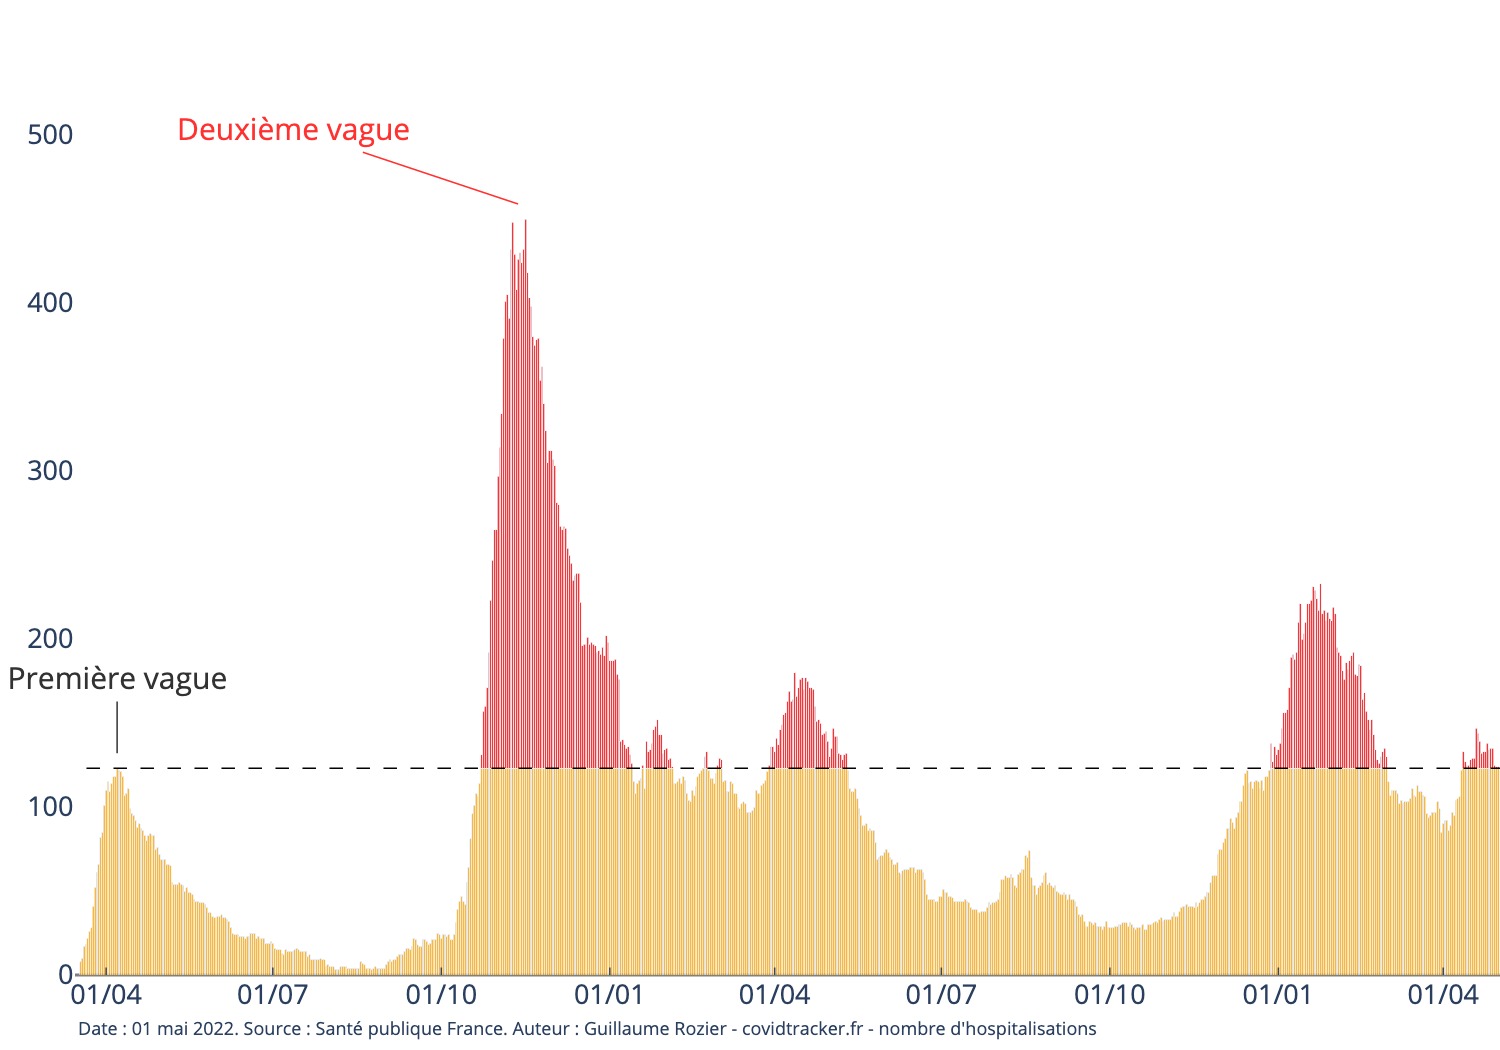 500
Deuxième vague
400
300
200
Première vague
100
0
01/04 01/07 01/10 01/01 01/04 01/07 01/10 01/01 01/04
Date : 01 mai 2022. Source : Santé publique France. Auteur : Guillaume Rozier - covidtracker.fr - nombre d'hospitalisations